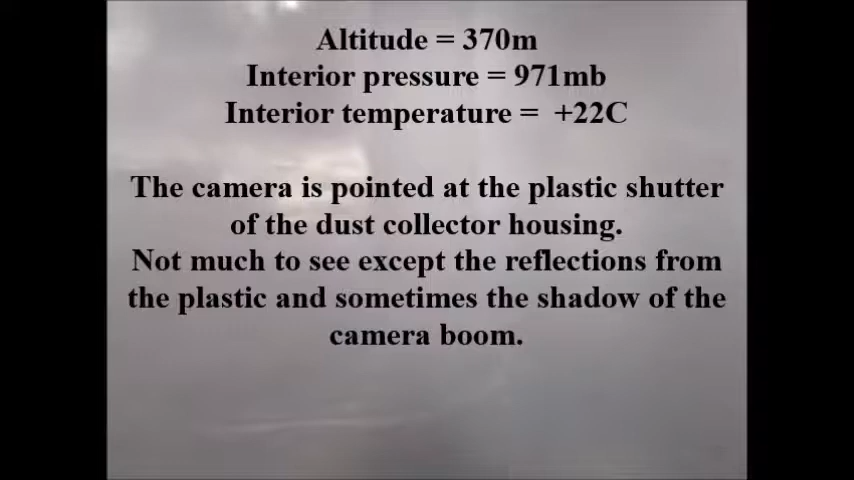 Altitude = 370m
Interior pressure = 971mb
Interior temperature =  +22C
The camera is pointed at the plastic shutter
of the dust collector housing.
Not much to see except the reflections from
the plastic and sometimes the shadow of the
camera boom.